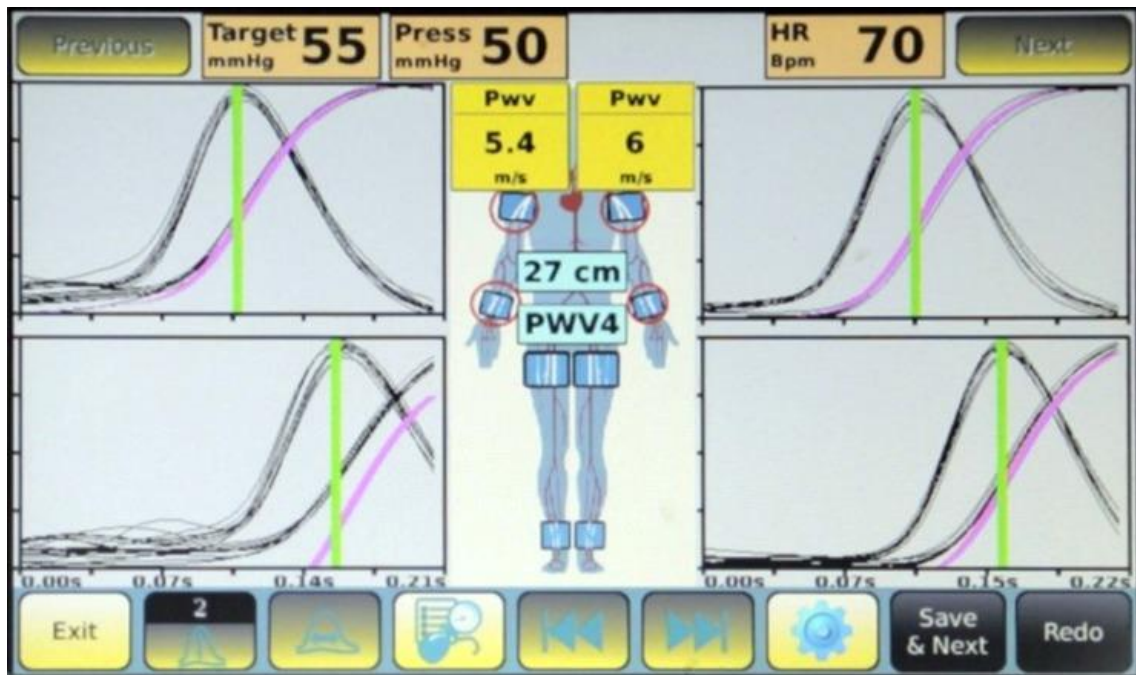 Previous
Target 55
mmHg
Press 50
mmHg
HR 70
Bpm
Next
Pwv
5.4
m/s
Pwv
6
m/s
27 cm
PWV4
0.00s 0.07s 0.14s 0.21s
0.00s 0.07s 0.15s 0.22s
Exit
2
Save
& Next
Redo